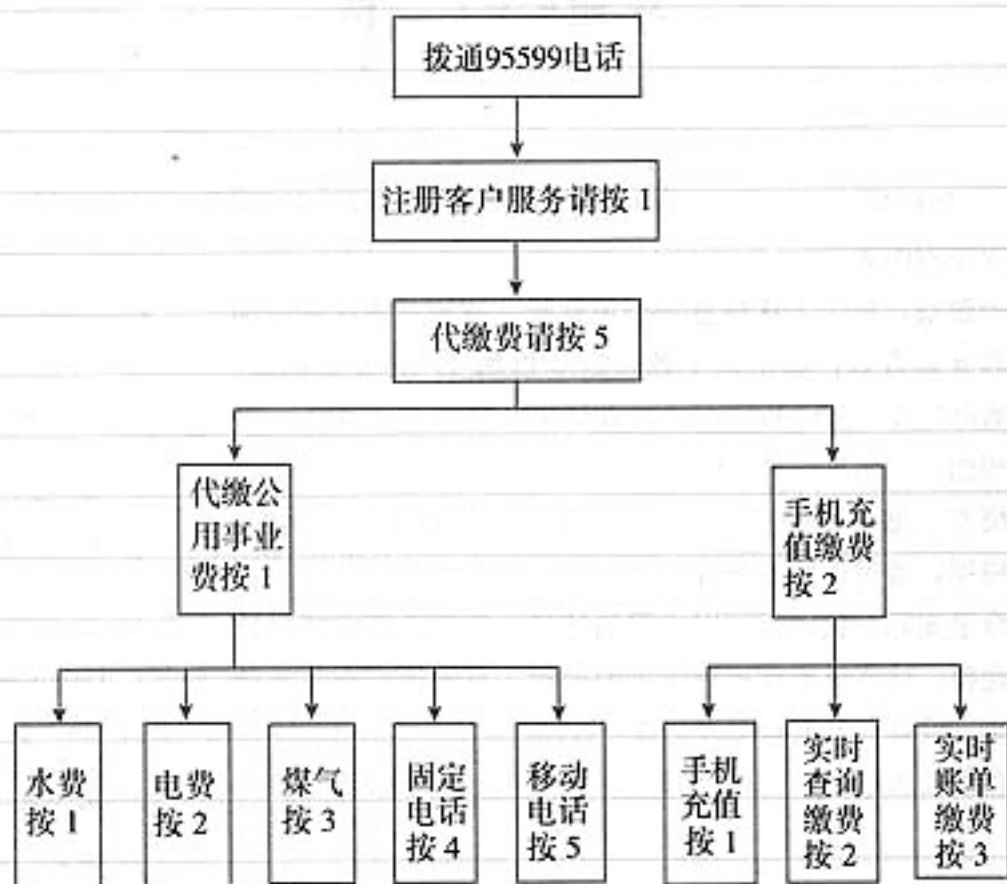 拨通95599电话
注册客户服务请按 1
代缴费请按 5
代缴公
用事业
费按 1
手机充
值缴费
按 2
水费
按 1
电费
按 2
煤气
按 3
固定
电话
按 4
移动
电话
按 5
手机
充值
按 1
实时
查询
缴费
按 2
实时
账单
缴费
按 3